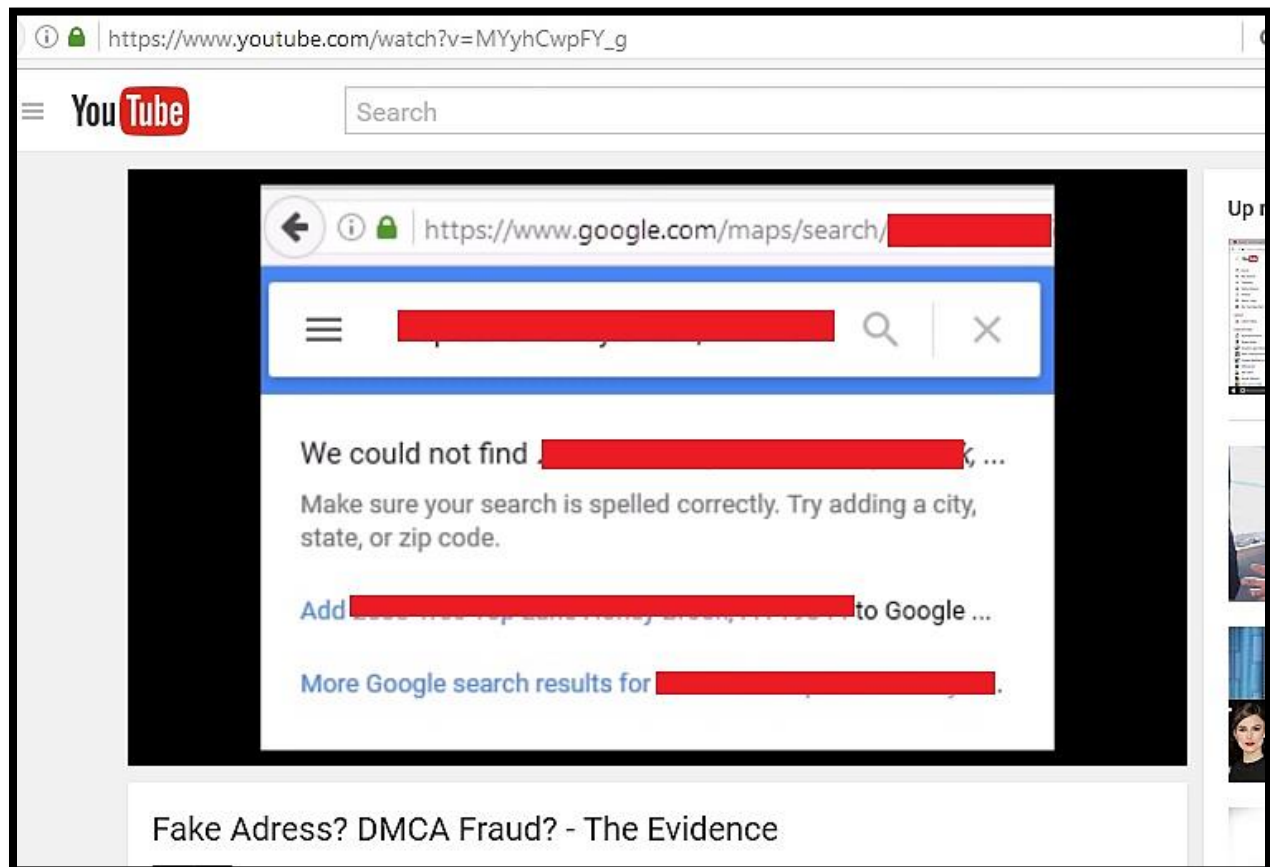 https://www.youtube.com/watch?v=MYyhCwpFY_g
YouTube
Search
Up
https://www.google.com/maps/search/
We could not find
, ...
Make sure your search is spelled correctly. Try adding a city,
state, or zip code.
Add to Google ...
More Google search results for .
Fake Adress? DMCA Fraud? - The Evidence